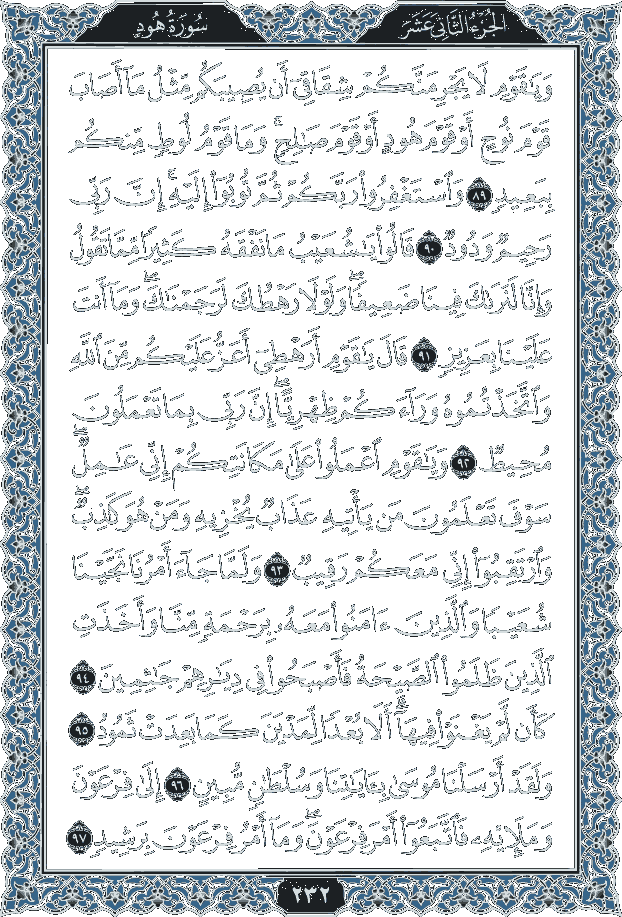 الجزء الثاني عشر
سورة هود
وَيَٰقَوْمِ لَا يَجْرِمَنَّكُمْ شِقَاقِىٓ أَن يُصِيبَكُم مِّثْلُ مَآ أَصَابَ
قَوْمَ نُوحٍ أَوْ قَوْمَ هُودٍ أَوْ قَوْمَ صَٰلِحٍ ۚ وَمَا قَوْمُ لُوطٍ مِّنكُم
بِبَعِيدٍ ٨٩ وَٱسْتَغْفِرُوا۟ رَبَّكُمْ ثُمَّ تُوبُوٓا۟ إِلَيْهِ ۚ إِنَّ رَبِّى
رَحِيمٌ وَدُودٌ ٩٠ قَالُوا۟ يَٰشُعَيْبُ مَا نَفْقَهُ كَثِيرًا مِّمَّا تَقُولُ
وَإِنَّا لَنَرَىٰكَ فِينَا ضَعِيفًا ۖ وَلَوْلَا رَهْطُكَ لَرَجَمْنَٰكَ ۖ وَمَآ أَنتَ
عَلَيْنَا بِعَزِيزٍ ٩١ قَالَ يَٰقَوْمِ أَرَهْطِىٓ أَعَزُّ عَلَيْكُم مِّنَ ٱللَّهِ
وَٱتَّخَذْتُمُوهُ وَرَآءَكُمْ ظِهْرِيًّا ۖ إِنَّ رَبِّى بِمَا تَعْمَلُونَ
مُحِيطٌ ٩٢ وَيَٰقَوْمِ ٱعْمَلُوا۟ عَلَىٰ مَكَانَتِكُمْ إِنِّى عَٰمِلٌ ۖ
سَوْفَ تَعْلَمُونَ مَن يَأْتِيهِ عَذَابٌ يُخْزِيهِ وَمَنْ هُوَ كَٰذِبٌ ۖ
وَٱرْتَقِبُوٓا۟ إِنِّى مَعَكُمْ رَقِيبٌ ٩٣ وَلَمَّا جَآءَ أَمْرُنَا نَجَّيْنَا
شُعَيْبًا وَٱلَّذِينَ ءَامَنُوا۟ مَعَهُۥ بِرَحْمَةٍ مِّنَّا وَأَخَذَتِ
ٱلَّذِينَ ظَلَمُوا۟ ٱلصَّيْحَةُ فَأَصْبَحُوا۟ فِى دِيَٰرِهِمْ جَٰثِمِينَ ٩٤
كَأَن لَّمْ يَغْنَوْا۟ فِيهَآ ۗ أَلَا بُعْدًا لِّمَدْيَنَ كَمَا بَعِدَتْ ثَمُودُ ٩٥
وَلَقَدْ أَرْسَلْنَا مُوسَىٰ بِـَٔايَٰتِنَا وَسُلْطَٰنٍ مُّبِينٍ ٩٦ إِلَىٰ فِرْعَوْنَ
وَمَلَإِي۟هِۦ فَٱتَّبَعُوٓا۟ أَمْرَ فِرْعَوْنَ ۖ وَمَآ أَمْرُ فِرْعَوْنَ بِرَشِيدٍ ٩٧
٢٣٢